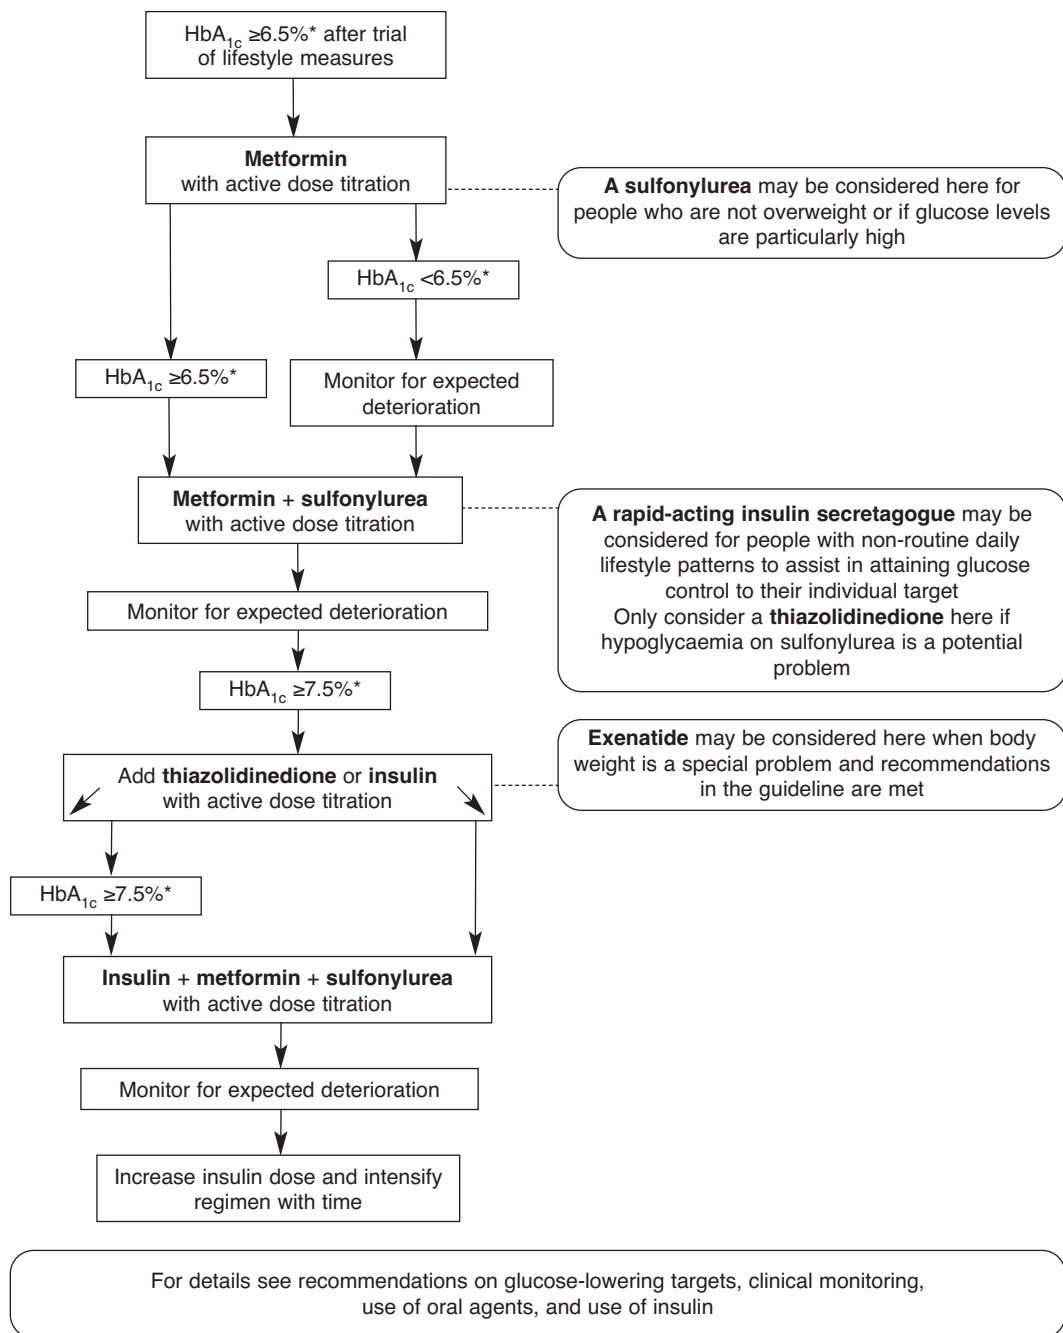 HbA1c ≥6.5%* after trial
of lifestyle measures
Metformin
with active dose titration
A sulfonylurea may be considered here for
people who are not overweight or if glucose levels
are particularly high
HbA1c <6.5%*
HbA1c ≥6.5%*
Monitor for expected
deterioration
Metformin + sulfonylurea
with active dose titration
A rapid-acting insulin secretagogue may be
considered for people with non-routine daily
lifestyle patterns to assist in attaining glucose
control to their individual target
Only consider a thiazolidinedione here if
hypoglycaemia on sulfonylurea is a potential
problem
Monitor for expected deterioration
HbA1c ≥7.5%*
Add thiazolidinedione or insulin
with active dose titration
Exenatide may be considered here when body
weight is a special problem and recommendations
in the guideline are met
HbA1c ≥7.5%*
Insulin + metformin + sulfonylurea
with active dose titration
Monitor for expected deterioration
Increase insulin dose and intensify
regimen with time
For details see recommendations on glucose-lowering targets, clinical monitoring,
use of oral agents, and use of insulin